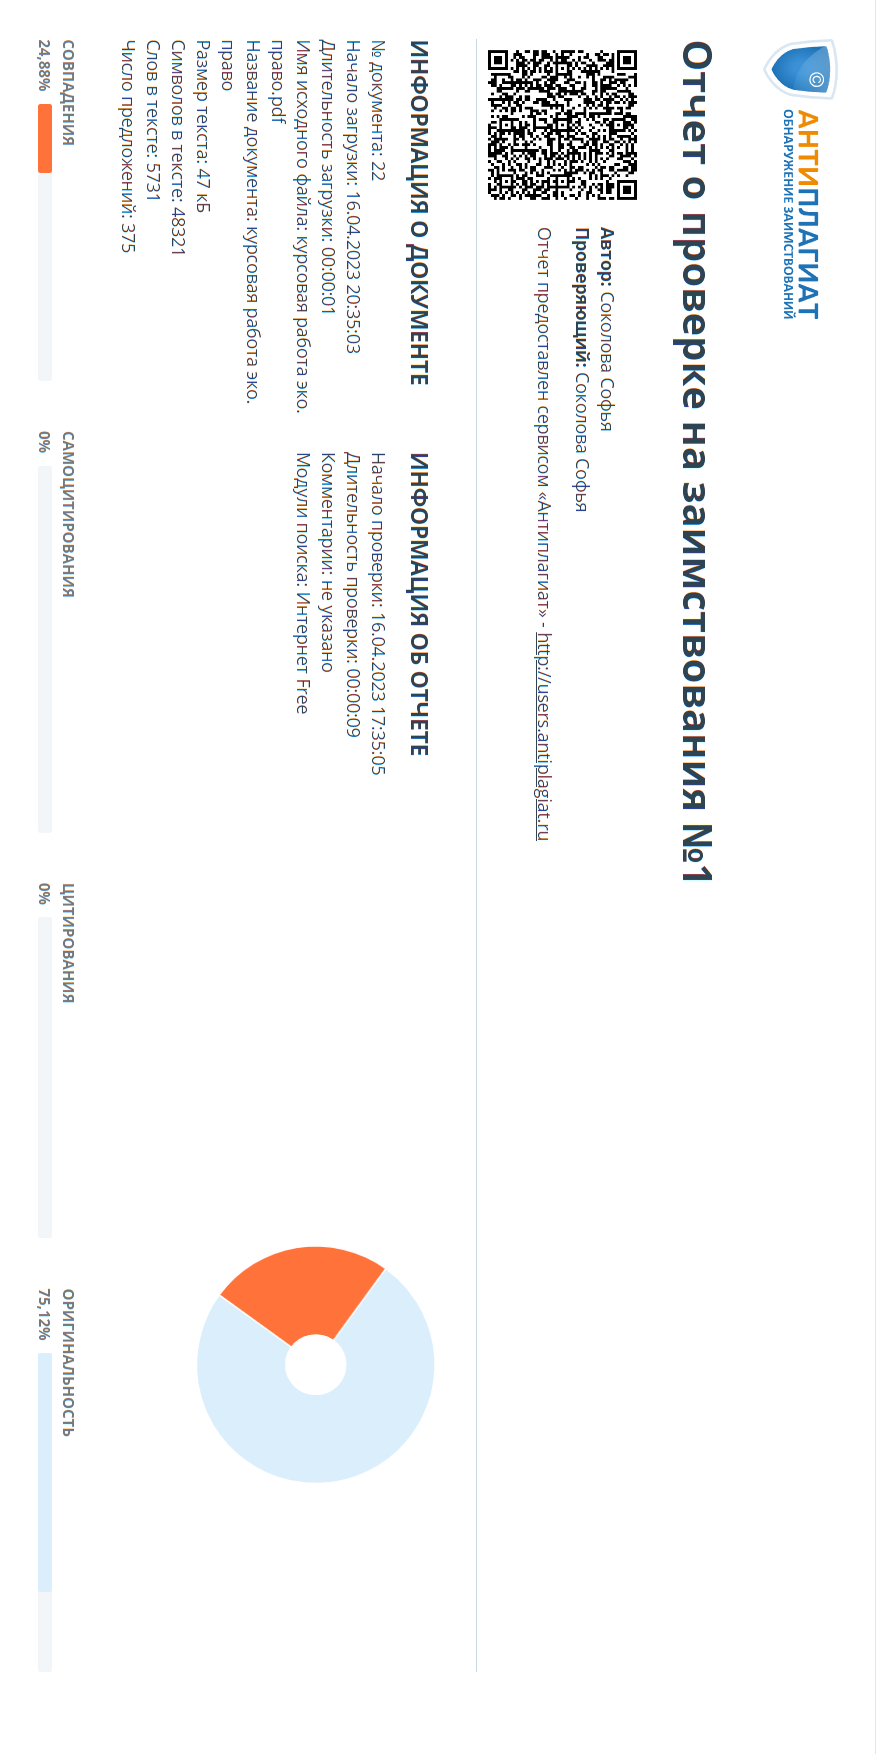 АНТИПЛАГИАТ
ОБНАРУЖЕНИЕ ЗАИМСТВОВАНИЙ
Отчет о проверке на заимствования №1
Автор: Соколова Софья
Проверяющий: Соколова Софья
Отчет предоставлен сервисом «Антиплагиат» - http://users.antiplagiat.ru
ИНФОРМАЦИЯ О ДОКУМЕНТЕ
№ документа: 22
Начало загрузки: 16.04.2023 20:35:03
Длительность загрузки: 00:00:01
Имя исходного файла: курсовая работа эко.
право.pdf
Название документа: курсовая работа эко.
право
Размер текста: 47 кБ
Символов в тексте: 48321
Слов в тексте: 5731
Число предложений: 375
ИНФОРМАЦИЯ ОБ ОТЧЕТЕ
Начало проверки: 16.04.2023 17:35:05
Длительность проверки: 00:00:09
Комментарии: не указано
Модули поиска: Интернет Free
СОВПАДЕНИЯ
24,88%
САМОЦИТИРОВАНИЯ
0%
ЦИТИРОВАНИЯ
0%
ОРИГИНАЛЬНОСТЬ
75,12%